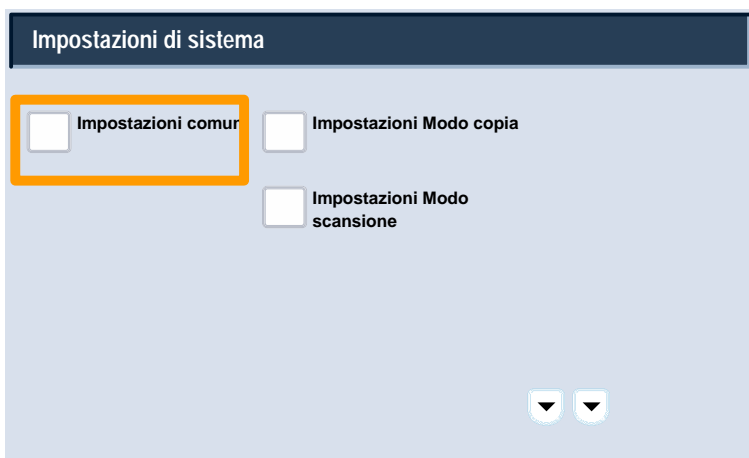 Impostazioni di sistema
Impostazioni comur
Impostazioni Modo copia
Impostazioni Modo
scansione